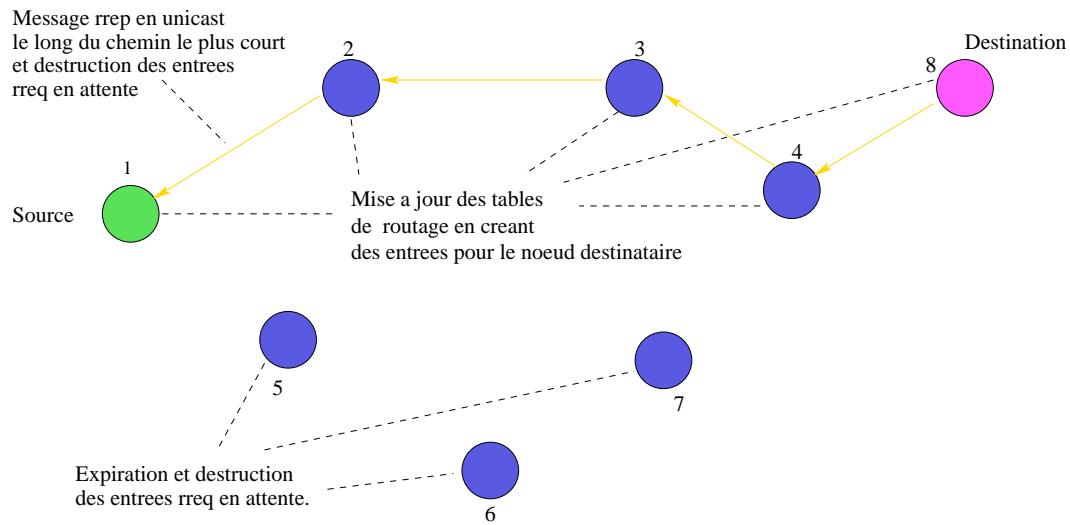 Message rrep en unicast
le long du chemin le plus court
et destruction des entrees
rreq en attente
2
3
Destination
8
4
1
Source
Mise a jour des tables
de routage en creant
des entrees pour le noeud destinataire
5
7
Expiration et destruction
des entrees rreq en attente.
6